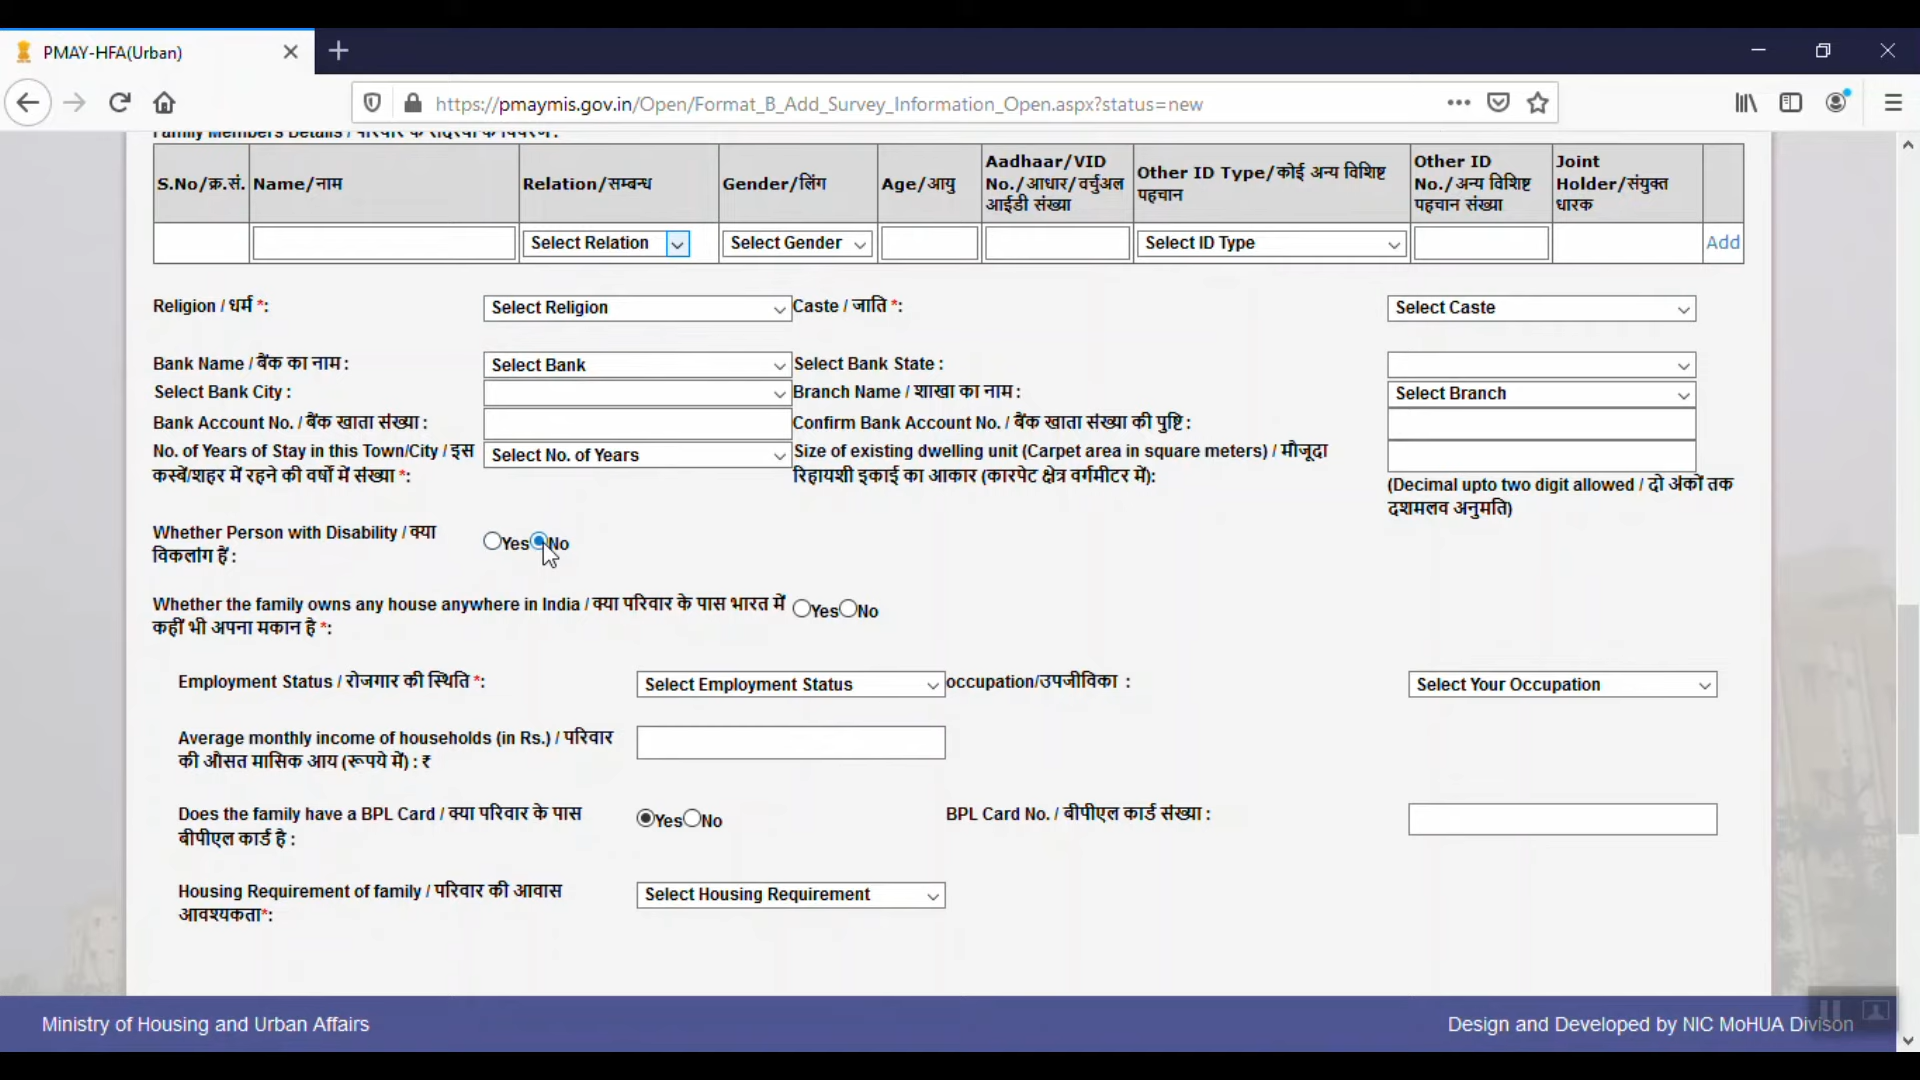 PMAY-HFA(Urban)
https://pmaymis.gov.in/Open/Format_B_Add_Survey_Information_Open.aspx?status=new
Family Members Details / परिवार के सदस्यों के विवरण :
S.No/क्र.सं. Name/नाम Relation/सम्बन्ध Gender/लिंग Age/आयु Aadhaar/VID No./आधार/वर्चुअल आईडी संख्या Other ID Type/कोई अन्य विशिष्ट पहचान Other ID No./अन्य विशिष्ट पहचान संख्या Joint Holder/संयुक्त धारक
Select Relation Select Gender Select ID Type Add
Religion / धर्म *: Select Religion Caste / जाति *: Select Caste
Bank Name / बैंक का नाम : Select Bank Select Bank State :
Select Bank City : Branch Name / शाखा का नाम : Select Branch
Bank Account No. / बैंक खाता संख्या : Confirm Bank Account No. / बैंक खाता संख्या की पुष्टि :
No. of Years of Stay in this Town/City / इस Select No. of Years Size of existing dwelling unit (Carpet area in square meters) / मौजूदा
कस्बे/शहर में रहने की वर्षो में संख्या *: रिहायशी इकाई का आकार (कारपेट क्षेत्र वर्गमीटर में):
(Decimal upto two digit allowed / दो अंकों तक
दशमलव अनुमति)
Whether Person with Disability / क्या
विकलांग हैं : Yes No
Whether the family owns any house anywhere in India / क्या परिवार के पास भारत में Yes No
कहीं भी अपना मकान है *:
Employment Status / रोजगार की स्थिति *: Select Employment Status occupation/उपजीविका : Select Your Occupation
Average monthly income of households (in Rs.) / परिवार
की औसत मासिक आय (रूपये में) : ₹
Does the family have a BPL Card / क्या परिवार के पास Yes No BPL Card No. / बीपीएल कार्ड संख्या :
बीपीएल कार्ड है :
Housing Requirement of family / परिवार की आवास Select Housing Requirement
आवश्यकता*:
Ministry of Housing and Urban Affairs Design and Developed by NIC MoHUA Divison